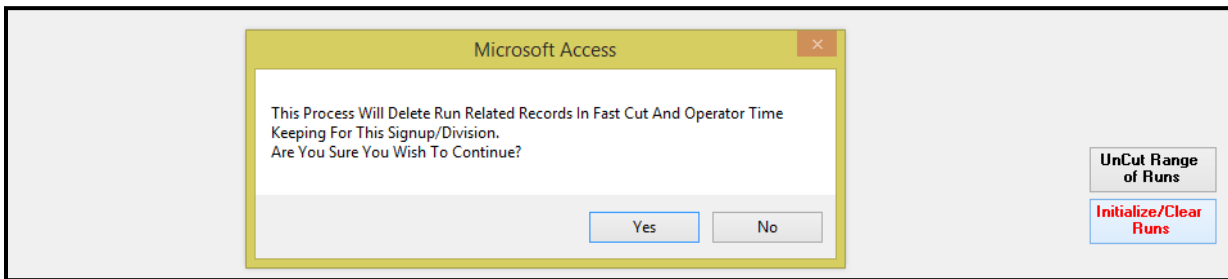 Microsoft Access
This Process Will Delete Run Related Records In Fast Cut And Operator Time
Keeping For This Signup/Division.
Are You Sure You Wish To Continue?
Yes
No
UnCut Range
of Runs
Initialize/Clear
Runs